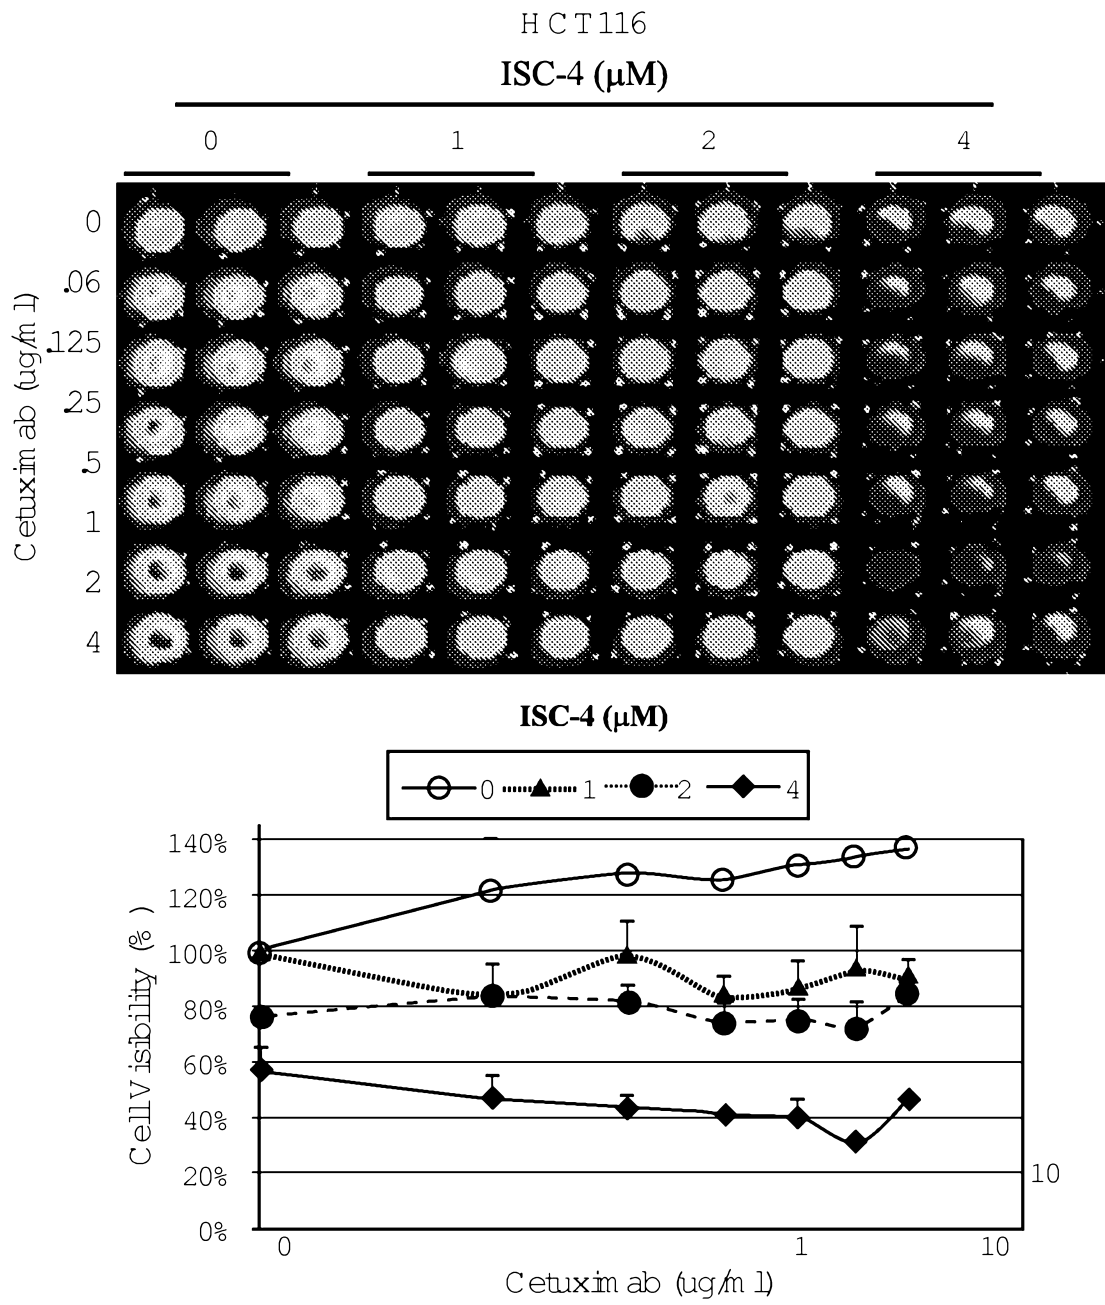 HCT116
ISC-4 (μM)
0 1 2 4
Cetuximab (ug/ml)
0
.06
.125
.25
.5
1
2
4
ISC-4 (μM)
0 1 2 4
Cell Visibility (%)
140%
120%
100%
80%
60%
40%
20%
0%
10
0 1 10
Cetuximab (ug/ml)